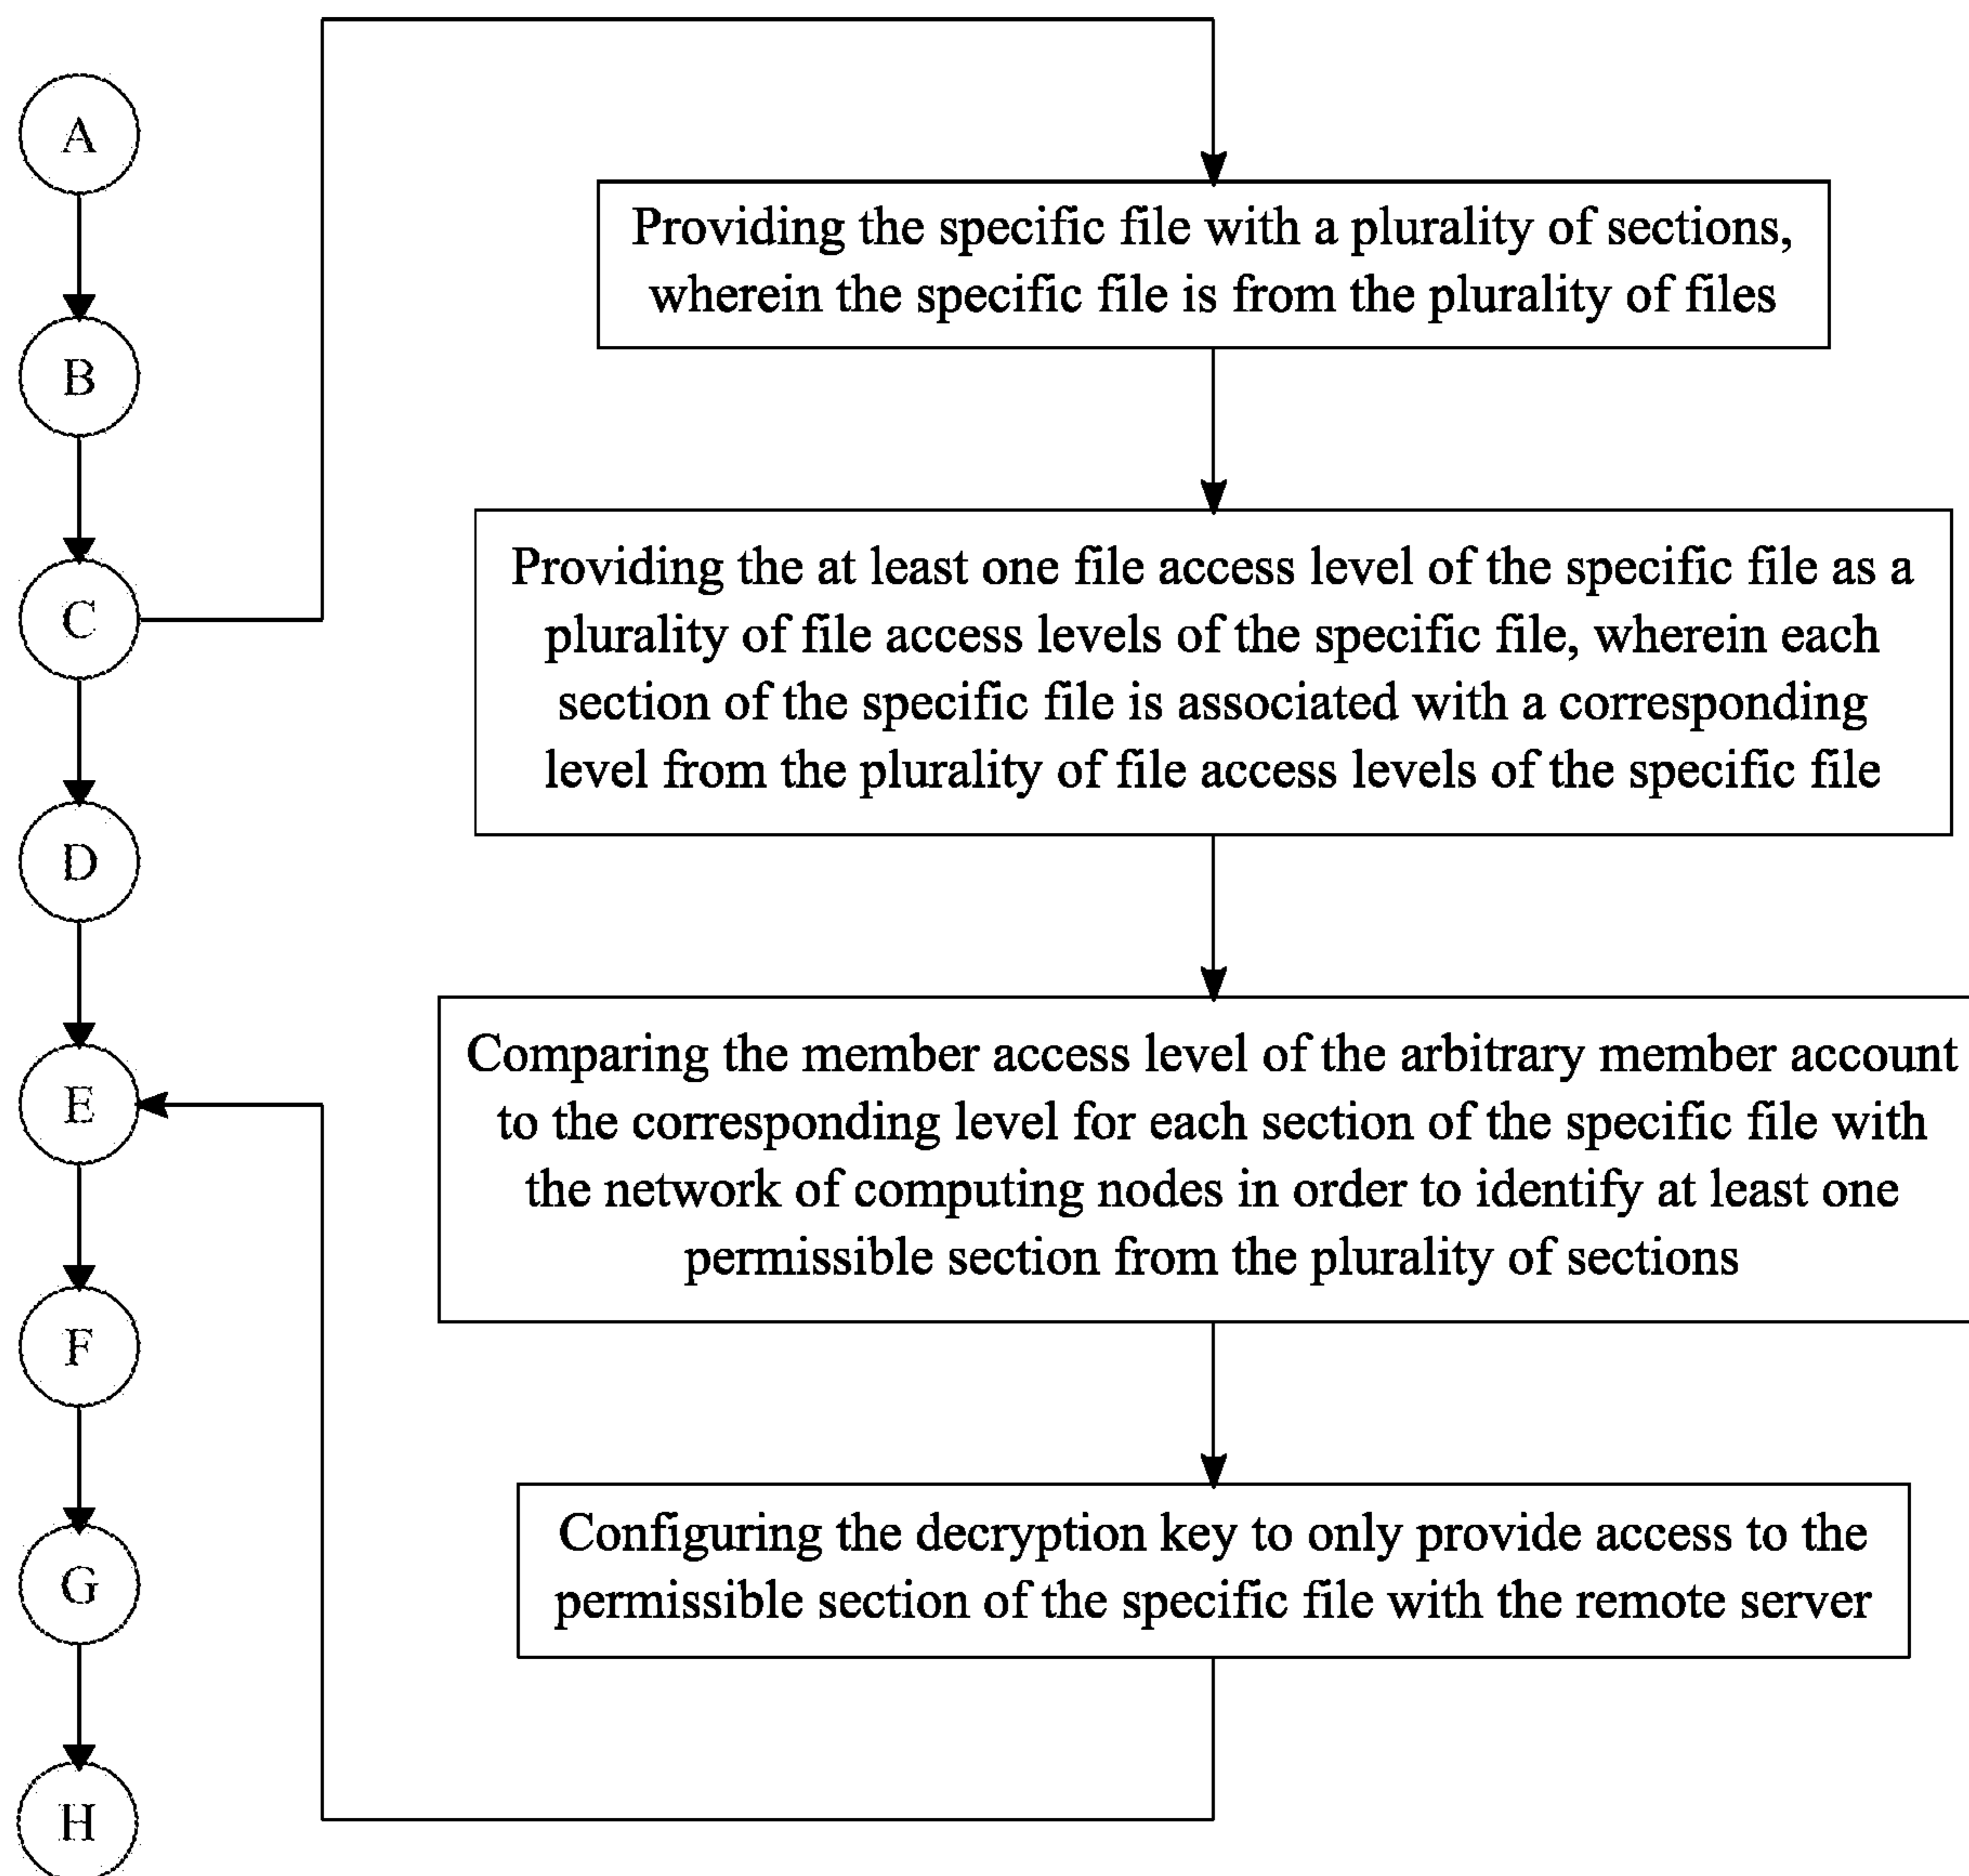 A
B
C
D
E
F
G
H
Providing the specific file with a plurality of sections,
wherein the specific file is from the plurality of files
Providing the at least one file access level of the specific file as a
plurality of file access levels of the specific file, wherein each
section of the specific file is associated with a corresponding
level from the plurality of file access levels of the specific file
Comparing the member access level of the arbitrary member account
to the corresponding level for each section of the specific file with
the network of computing nodes in order to identify at least one
permissible section from the plurality of sections
Configuring the decryption key to only provide access to the
permissible section of the specific file with the remote server